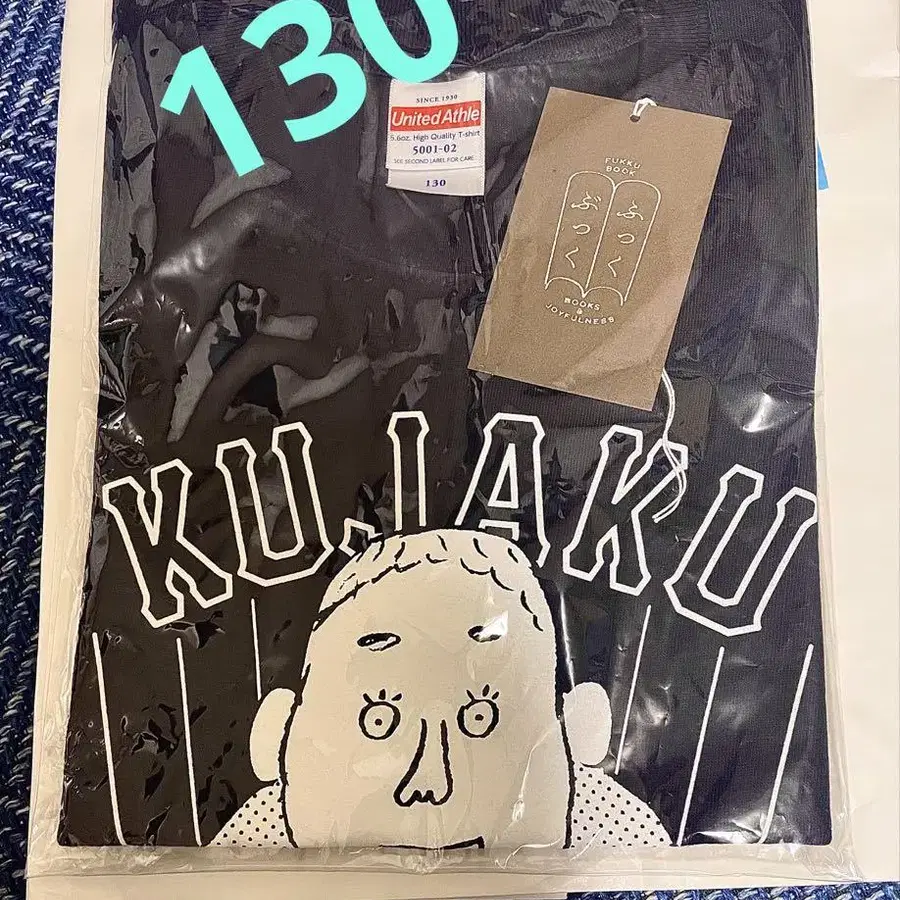 130
SINCE 1930
United Athle
5.6oz. High Quality T-shirt
5001-02
SEE SECOND LABEL FOR CARE
130
FUKKU
BOOK
ふっく
ぶっく
BOOKS
&
JOYFULNESS
KUJAKU